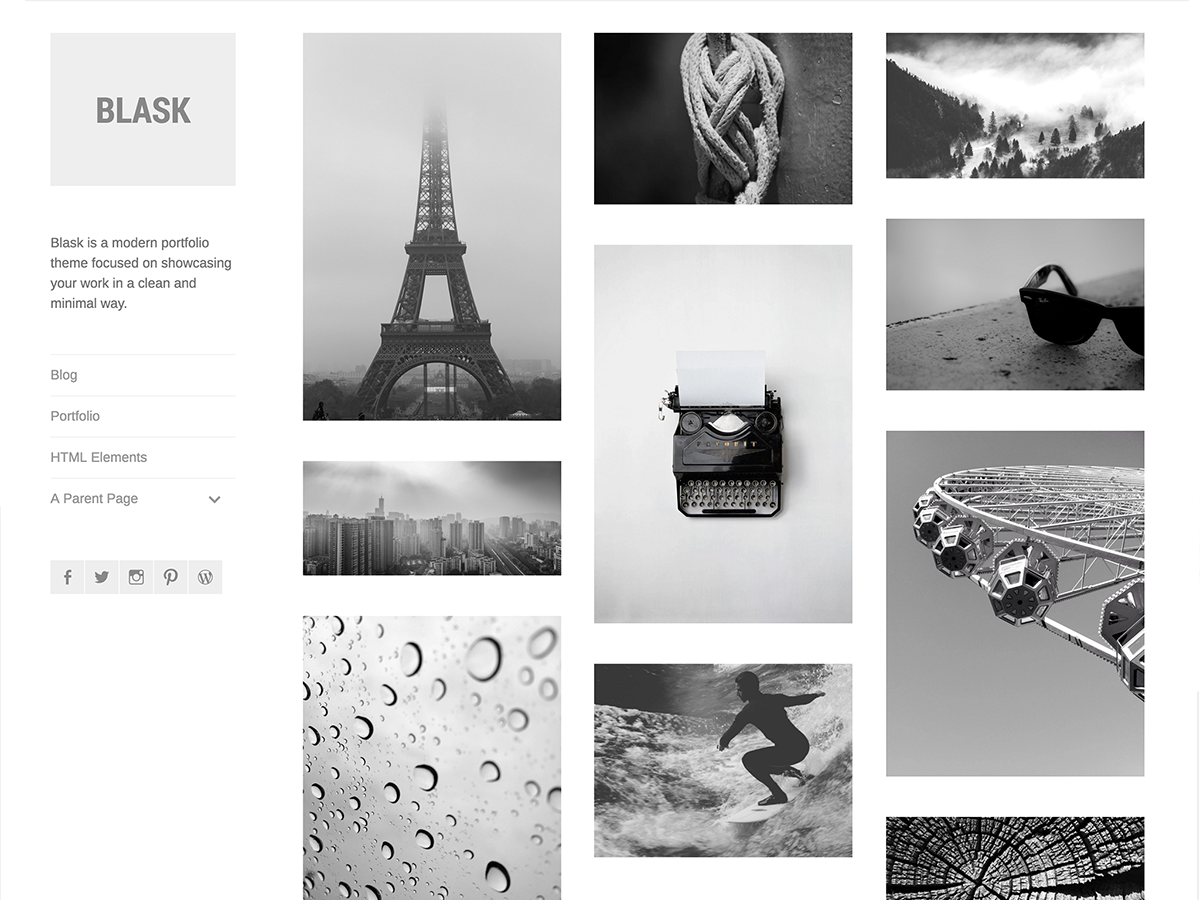 BLASK
Blask is a modern portfolio
theme focused on showcasing
your work in a clean and
minimal way.
Blog
Portfolio
HTML Elements
A Parent Page